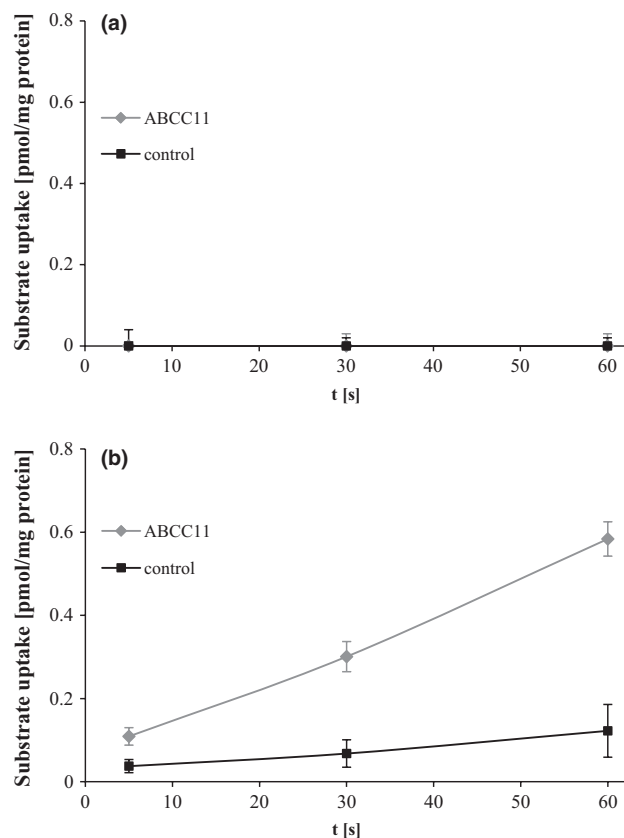 (a)
Substrate uptake [pmol/mg protein]
0.8
0.6
0.4
0.2
0
ABCC11
control
0 10 20 30 40 50 60
t [s]
(b)
Substrate uptake [pmol/mg protein]
0.8
0.6
0.4
0.2
0
ABCC11
control
0 10 20 30 40 50 60
t [s]